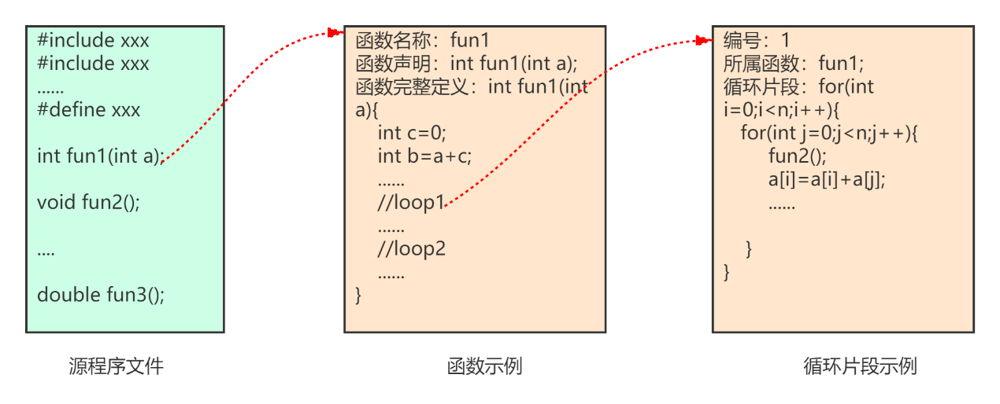 #include xxx
#include xxx
......
#define xxx
int fun1(int a);
void fun2();
....
double fun3();
源程序文件
函数名称：fun1
函数声明：int fun1(int a);
函数完整定义：int fun1(int
a){
int c=0;
int b=a+c;
......
//loop1
......
//loop2
......
}
函数示例
编号：1
所属函数：fun1;
循环片段：for(int
i=0;i<n;i++){
for(int j=0;j<n;j++){
fun2();
a[i]=a[i]+a[j];
......
}
}
循环片段示例